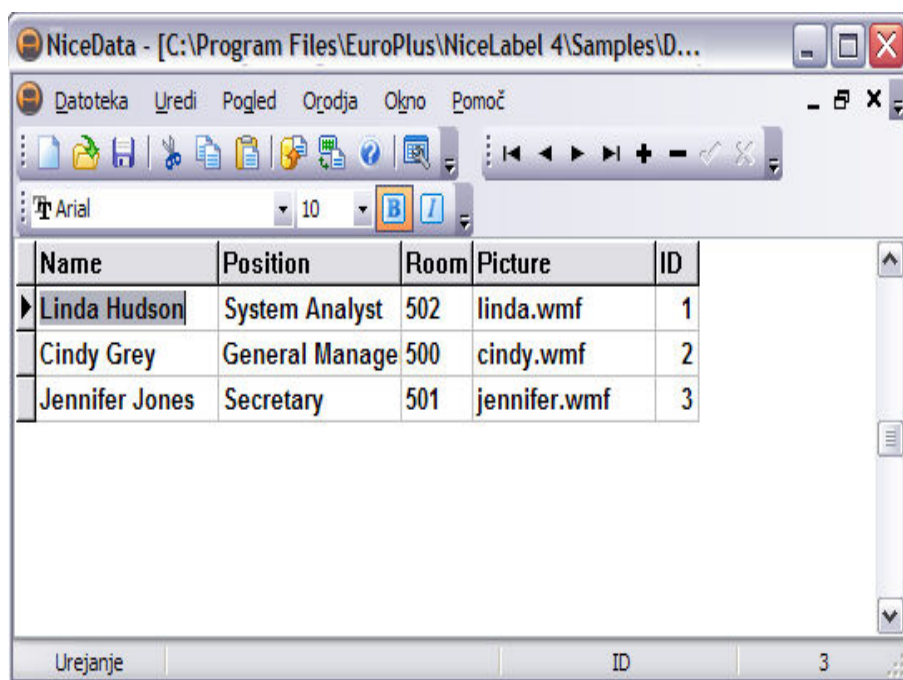 NiceData - [C:\Program Files\EuroPlus\NiceLabel 4\Samples\D...
Datoteka Uredi Pogled Orodja Okno Pomoč
Arial 10 B I
Name Position Room Picture ID
Linda Hudson System Analyst 502 linda.wmf 1
Cindy Grey General Manage 500 cindy.wmf 2
Jennifer Jones Secretary 501 jennifer.wmf 3
Urejanje ID 3